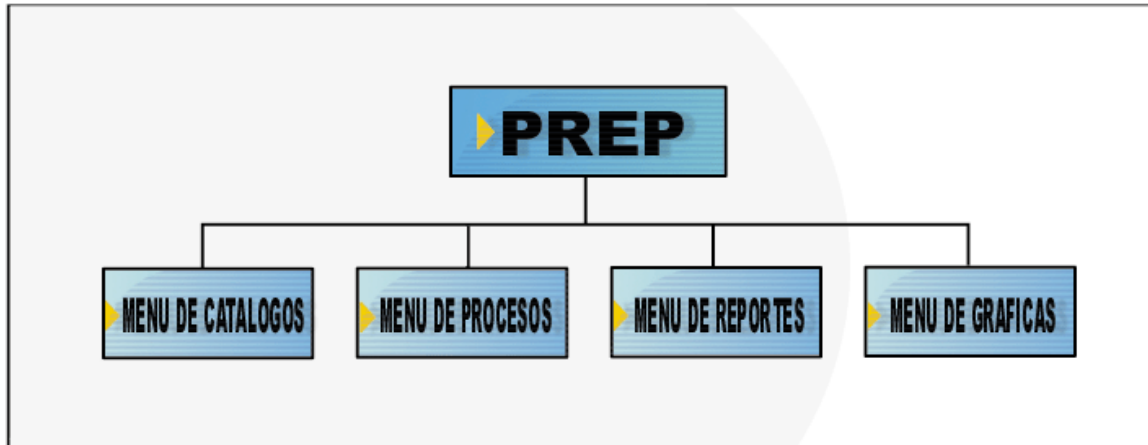 PREP
MENU DE CATALOGOS
MENU DE PROCESOS
MENU DE REPORTES
MENU DE GRAFICAS